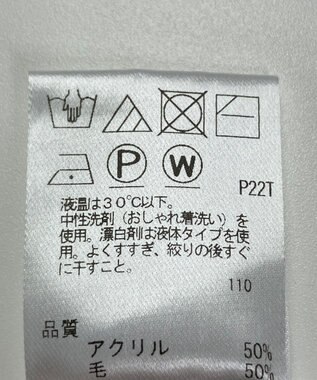 P W
P22T
液温は30℃以下。
中性洗剤（おしゃれ着洗い）を
使用。漂白剤は液体タイプを使
用。よくすすぎ、絞りの後すぐ
に干すこと。
110
品質
アクリル 50%
毛 50%